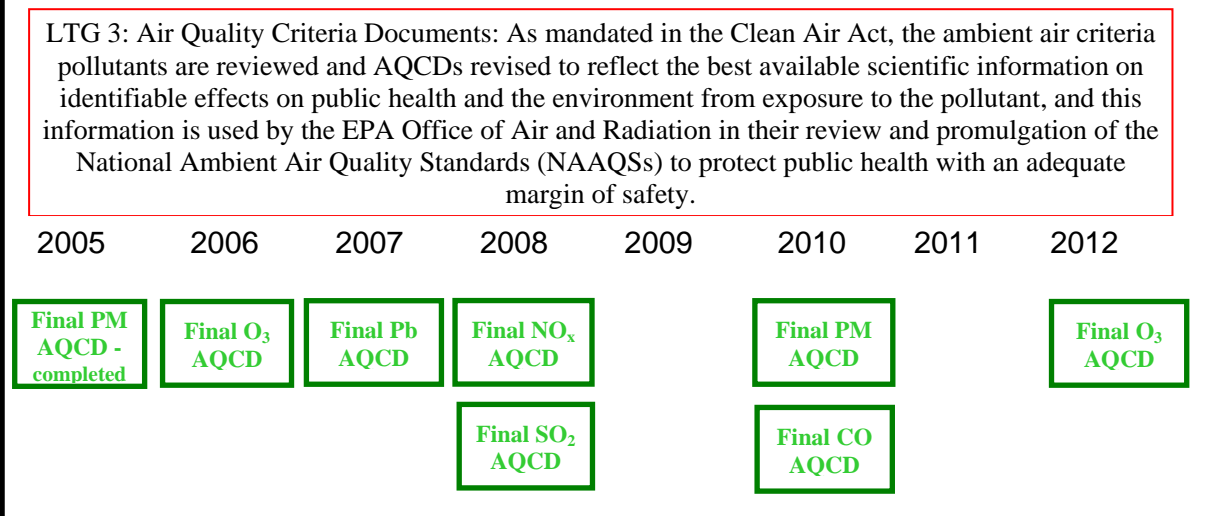 LTG 3: Air Quality Criteria Documents: As mandated in the Clean Air Act, the ambient air criteria
pollutants are reviewed and AQCDs revised to reflect the best available scientific information on
identifiable effects on public health and the environment from exposure to the pollutant, and this
information is used by the EPA Office of Air and Radiation in their review and promulgation of the
National Ambient Air Quality Standards (NAAQSs) to protect public health with an adequate
margin of safety.
2005 2006 2007 2008 2009 2010 2011 2012
Final PM
AQCD -
completed
Final O₃
AQCD
Final Pb
AQCD
Final NOₓ
AQCD
Final PM
AQCD
Final O₃
AQCD
Final SO₂
AQCD
Final CO
AQCD